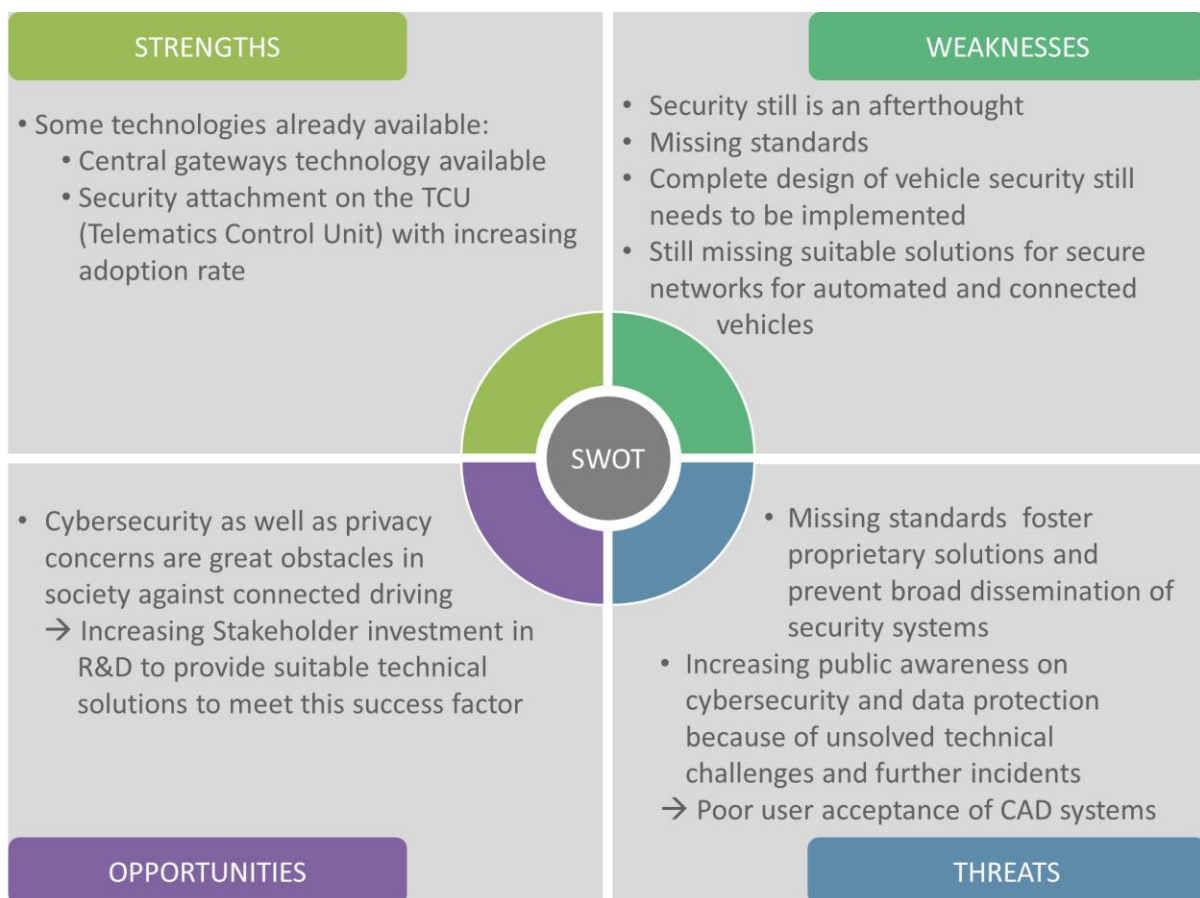 STRENGTHS
• Some technologies already available:
• Central gateways technology available
• Security attachment on the TCU
(Telematics Control Unit) with increasing
adoption rate
WEAKNESSES
• Security still is an afterthought
• Missing standards
• Complete design of vehicle security still
needs to be implemented
• Still missing suitable solutions for secure
networks for automated and connected
vehicles
SWOT
• Cybersecurity as well as privacy
concerns are great obstacles in
society against connected driving
→ Increasing Stakeholder investment in
R&D to provide suitable technical
solutions to meet this success factor
OPPORTUNITIES
• Missing standards foster
proprietary solutions and
prevent broad dissemination of
security systems
• Increasing public awareness on
cybersecurity and data protection
because of unsolved technical
challenges and further incidents
→ Poor user acceptance of CAD systems
THREATS